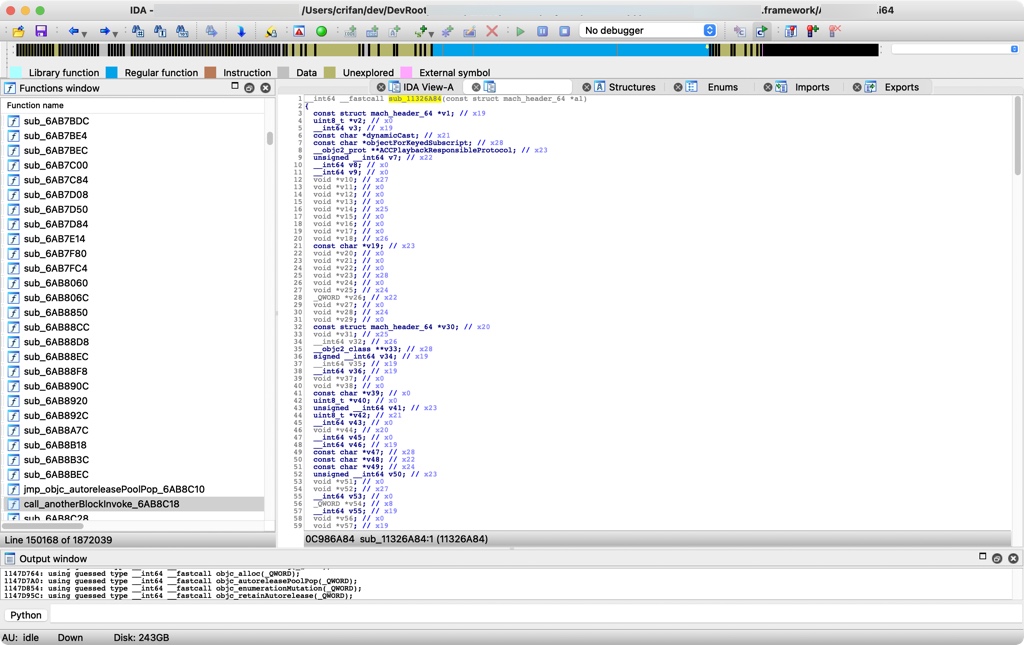 IDA - /Users/crifan/dev/DevRoot .framework/A .i64
No debugger
Library function Regular function Instruction Data Unexplored External symbol
Functions window
IDA View-A Structures Enums Imports Exports
Function name
sub_6AB7BDC
sub_6AB7BE4
sub_6AB7BEC
sub_6AB7C00
sub_6AB7C84
sub_6AB7D08
sub_6AB7D50
sub_6AB7D84
sub_6AB7E14
sub_6AB7F80
sub_6AB7FC4
sub_6AB8060
sub_6AB806C
sub_6AB8850
sub_6AB88CC
sub_6AB88D8
sub_6AB88EC
sub_6AB88F8
sub_6AB890C
sub_6AB8920
sub_6AB892C
sub_6AB8A7C
sub_6AB8B18
sub_6AB8B3C
sub_6AB8BEC
jmp_objc_autoreleasePoolPop_6AB8C10
call_anotherBlockInvoke_6AB8C18
sub_6AB8C28
Line 150168 of 1872039
1 __int64 __fastcall sub_11326A84(const struct mach_header_64 *a1)
2 {
3 const struct mach_header_64 *v1; // x19
4 uint8_t *v2; // x0
5 __int64 v3; // x19
6 const char *dynamicCast; // x21
7 const char *objectForKeyedSubscript; // x28
8 __objc2_prot **ACCPlaybackResponsibleProtocol; // x23
9 unsigned __int64 v7; // x22
10 __int64 v8; // x0
11 __int64 v9; // x0
12 void *v10; // x27
13 void *v11; // x0
14 void *v12; // x0
15 void *v13; // x0
16 void *v14; // x25
17 void *v15; // x0
18 void *v16; // x0
19 void *v17; // x0
20 void *v18; // x26
21 const char *v19; // x23
22 void *v20; // x0
23 void *v21; // x0
24 void *v22; // x0
25 void *v23; // x28
26 void *v24; // x0
27 void *v25; // x24
28 _QWORD *v26; // x22
29 void *v27; // x0
30 void *v28; // x24
31 void *v29; // x0
32 const struct mach_header_64 *v30; // x20
33 void *v31; // x25
34 __int64 v32; // x26
35 __objc2_class **v33; // x28
36 signed __int64 v34; // x19
37 __int64 v35; // x19
38 __int64 v36; // x19
39 void *v37; // x0
40 void *v38; // x0
41 const char *v39; // x0
42 uint8_t *v40; // x0
43 unsigned __int64 v41; // x23
44 uint8_t *v42; // x21
45 __int64 v43; // x0
46 void *v44; // x20
47 __int64 v45; // x0
48 __int64 v46; // x19
49 const char *v47; // x28
50 const char *v48; // x22
51 const char *v49; // x24
52 unsigned __int64 v50; // x23
53 void *v51; // x0
54 void *v52; // x27
55 __int64 v53; // x0
56 _QWORD *v54; // x8
57 __int64 v55; // x19
58 void *v56; // x0
59 void *v57; // x19
0C986A84 sub_11326A84:1 (11326A84)
Output window
1147D764: using guessed type __int64 __fastcall objc_alloc(_QWORD);
1147D7A0: using guessed type __int64 __fastcall objc_autoreleasePoolPop(_QWORD);
1147D854: using guessed type __int64 __fastcall objc_enumerationMutation(_QWORD);
1147D95C: using guessed type __int64 __fastcall objc_retainAutorelease(_QWORD);
Python
AU: idle Down Disk: 243GB